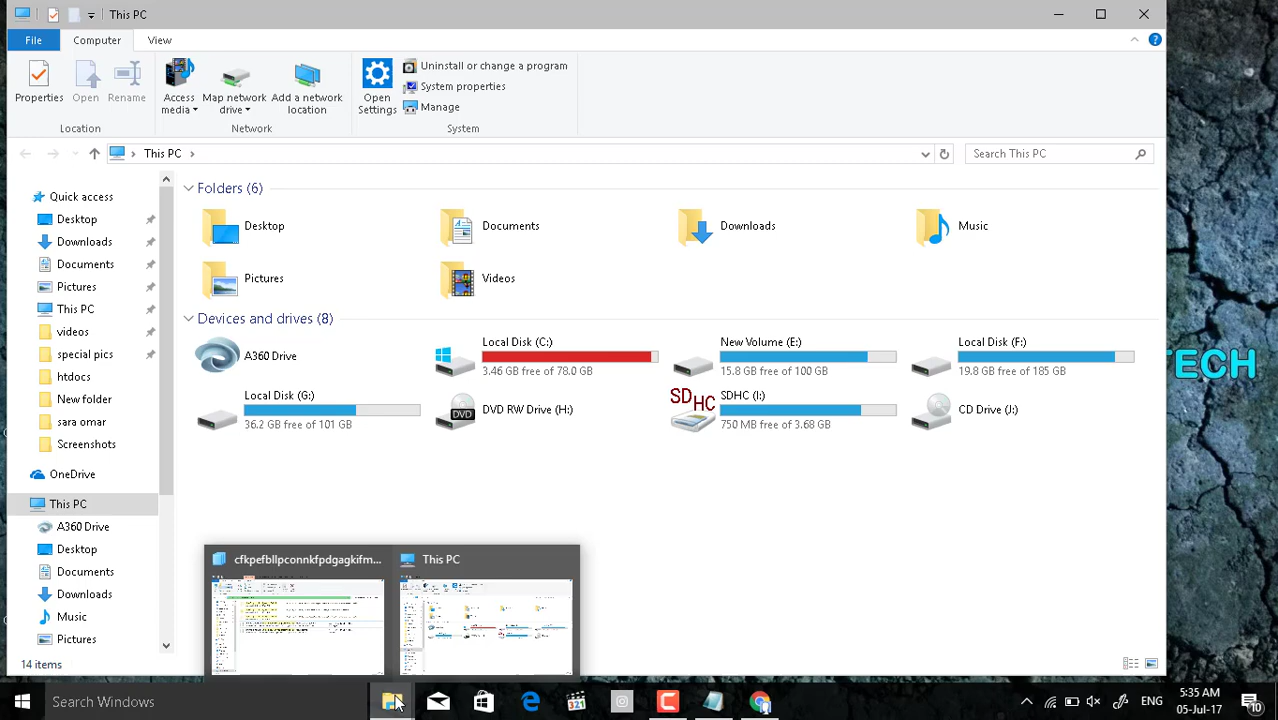 This PC
File Computer View
Properties Open Rename Access media Map network drive Add a network location Open Settings
Uninstall or change a program
System properties
Manage
Location Network System
This PC
Search This PC
Quick access
Desktop
Downloads
Documents
Pictures
This PC
videos
special pics
htdocs
New folder
sara omar
Screenshots
OneDrive
This PC
A360 Drive
Desktop
Documents
Downloads
Music
Pictures
Folders (6)
Desktop Documents Downloads Music
Pictures Videos
Devices and drives (8)
A360 Drive
Local Disk (C:)
3.46 GB free of 78.0 GB
New Volume (E:)
15.8 GB free of 100 GB
Local Disk (F:)
19.8 GB free of 185 GB
Local Disk (G:)
36.2 GB free of 101 GB
DVD
DVD RW Drive (H:)
SD HC
SDHC (I:)
750 MB free of 3.68 GB
CD Drive (J:)
TECH
cfkpefbllpconnkfpdgagkifm...
This PC
14 items
Search Windows
321
ENG
5:35 AM
05-Jul-17
10